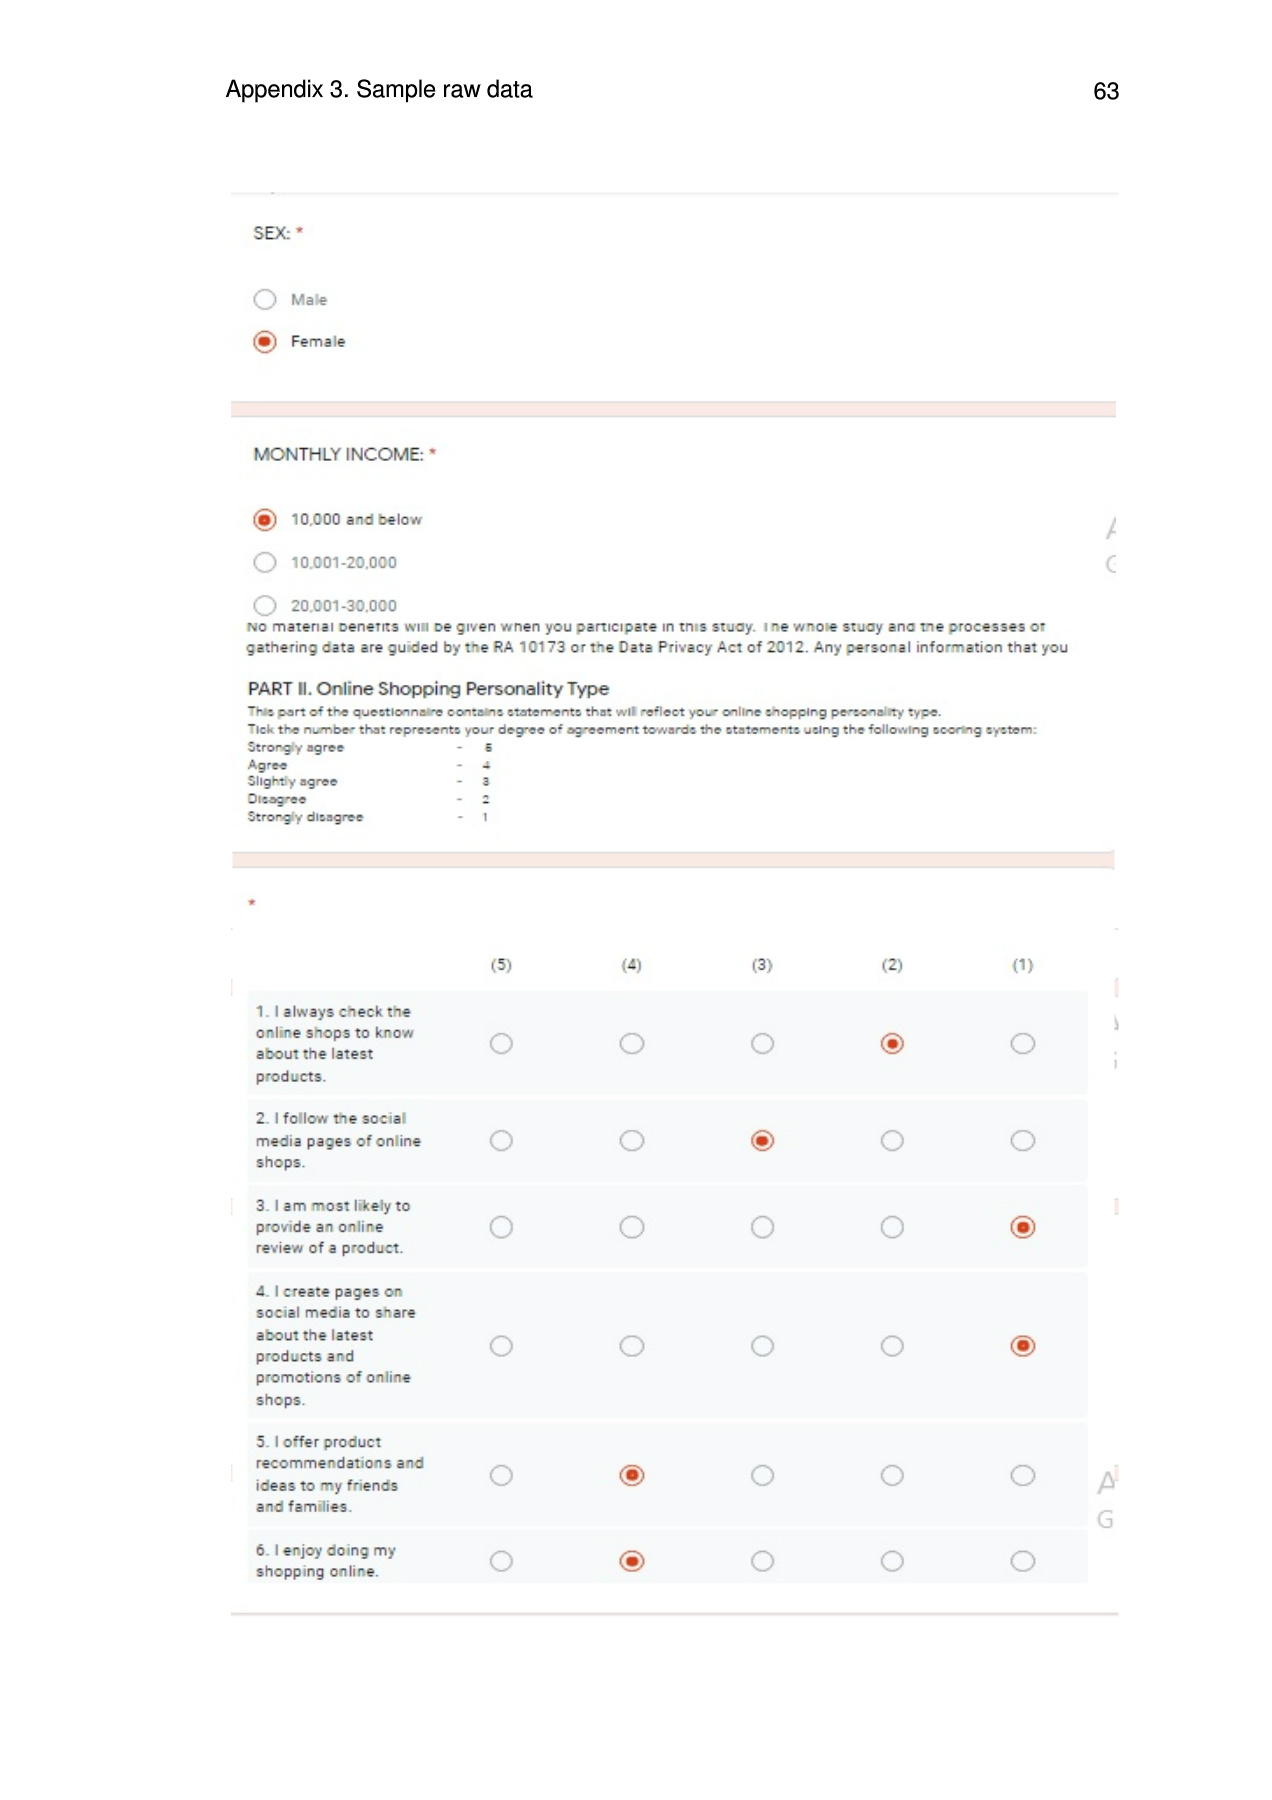 Appendix 3. Sample raw data 63
SEX: *
Male
Female
MONTHLY INCOME: *
10,000 and below
10,001-20,000
20,001-30,000
No material benefits will be given when you participate in this study. The whole study and the processes of
gathering data are guided by the RA 10173 or the Data Privacy Act of 2012. Any personal information that you
PART II. Online Shopping Personality Type
This part of the questionnaire contains statements that will reflect your online shopping personality type.
Tick the number that represents your degree of agreement towards the statements using the following scoring system:
Strongly agree - 5
Agree - 4
Slightly agree - 3
Disagree - 2
Strongly disagree - 1
*
(5) (4) (3) (2) (1)
1. I always check the
online shops to know
about the latest
products.
2. I follow the social
media pages of online
shops.
3. I am most likely to
provide an online
review of a product.
4. I create pages on
social media to share
about the latest
products and
promotions of online
shops.
5. I offer product
recommendations and
ideas to my friends
and families.
6. I enjoy doing my
shopping online.